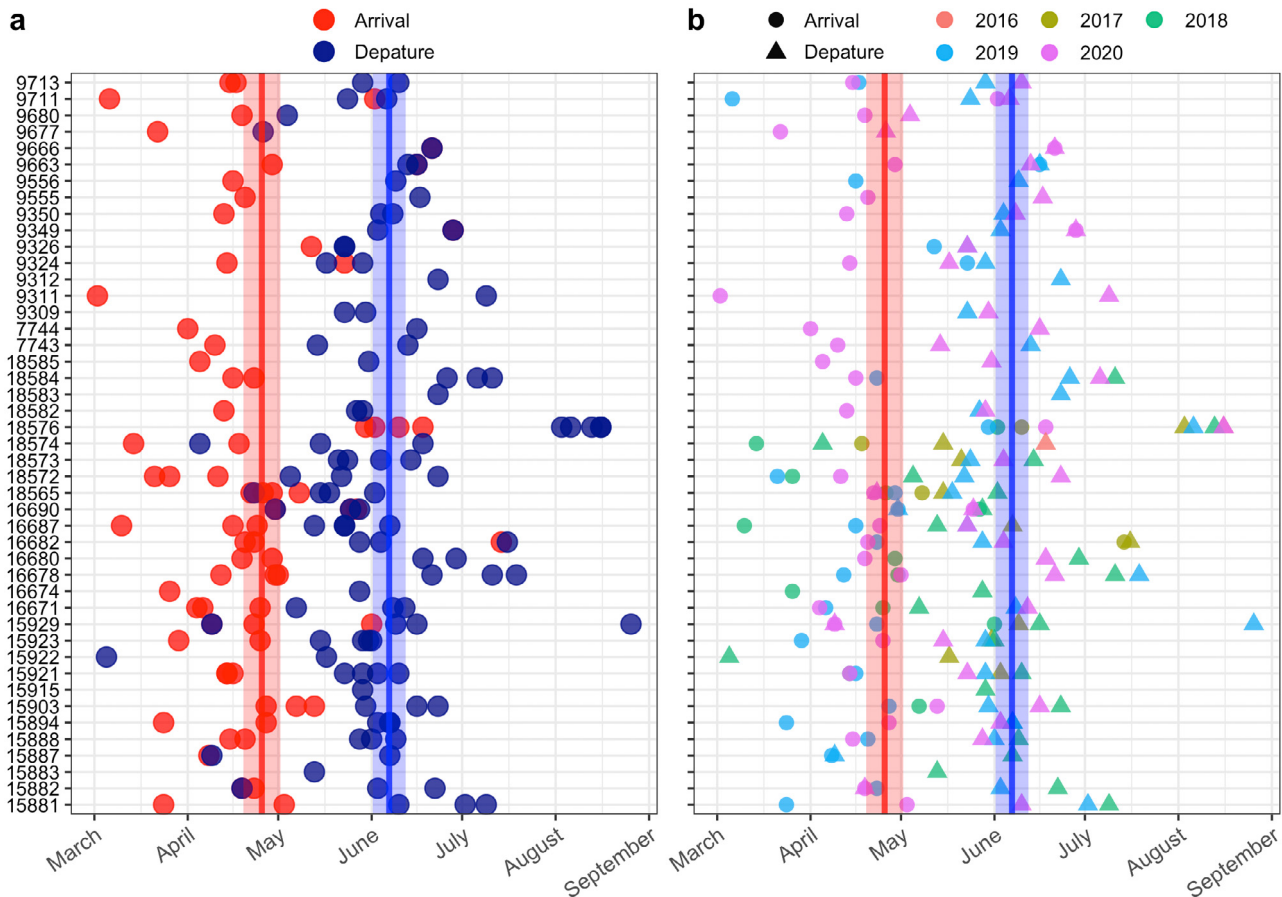 a
Arrival
Depature
b
Arrival
2016
2017
2018
Depature
2019
2020
9713
9711
9680
9677
9666
9663
9556
9555
9350
9349
9326
9324
9312
9311
9309
7744
7743
18585
18584
18583
18582
18576
18574
18573
18572
18565
16690
16687
16682
16680
16678
16674
16671
15929
15923
15922
15921
15915
15903
15894
15888
15887
15883
15882
15881
March
April
May
June
July
August
September
March
April
May
June
July
August
September